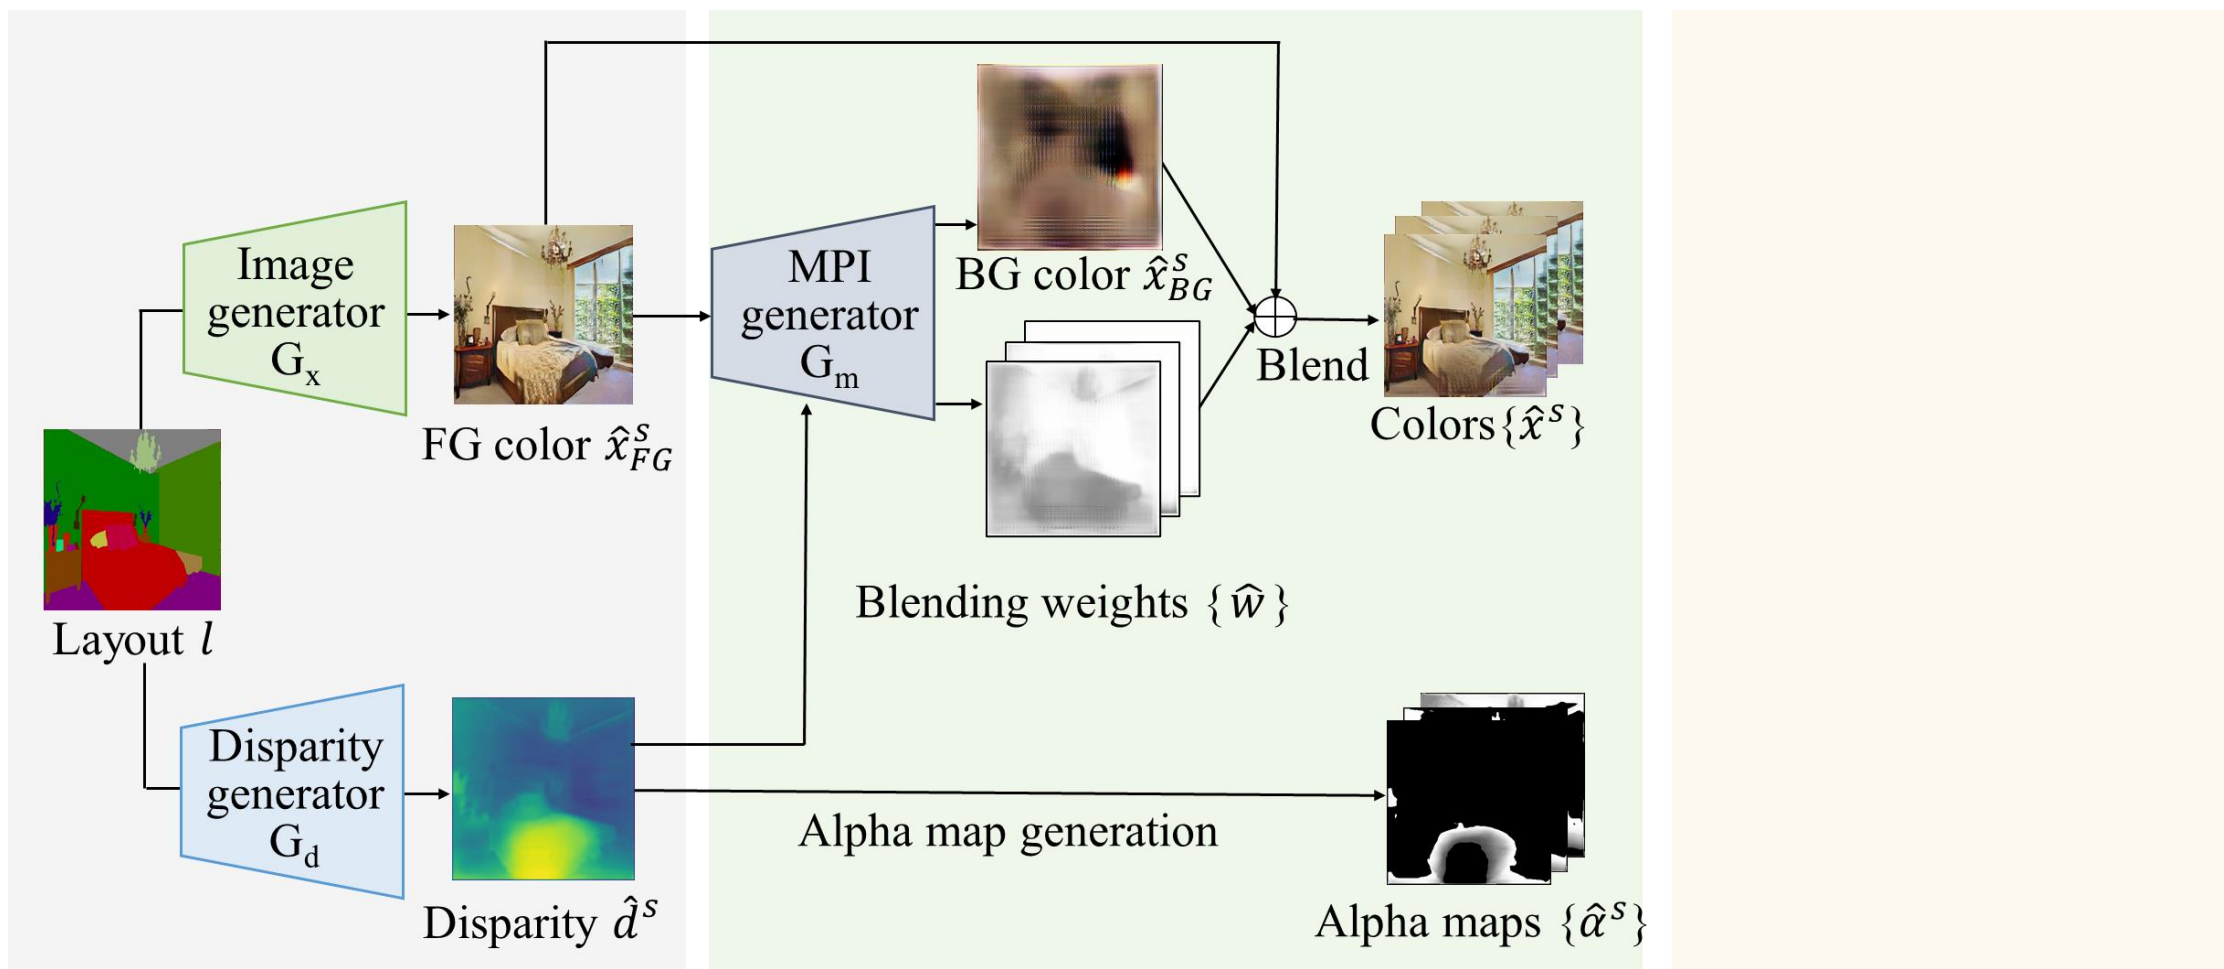 Image
generator
Gₓ
FG color x̂ˢ_FG
Layout l
Disparity
generator
G_d
Disparity d̂ˢ
MPI
generator
Gₘ
BG color x̂ˢ_BG
Blending weights {ŵ}
Blend
Colors{x̂ˢ}
Alpha map generation
Alpha maps {α̂ˢ}